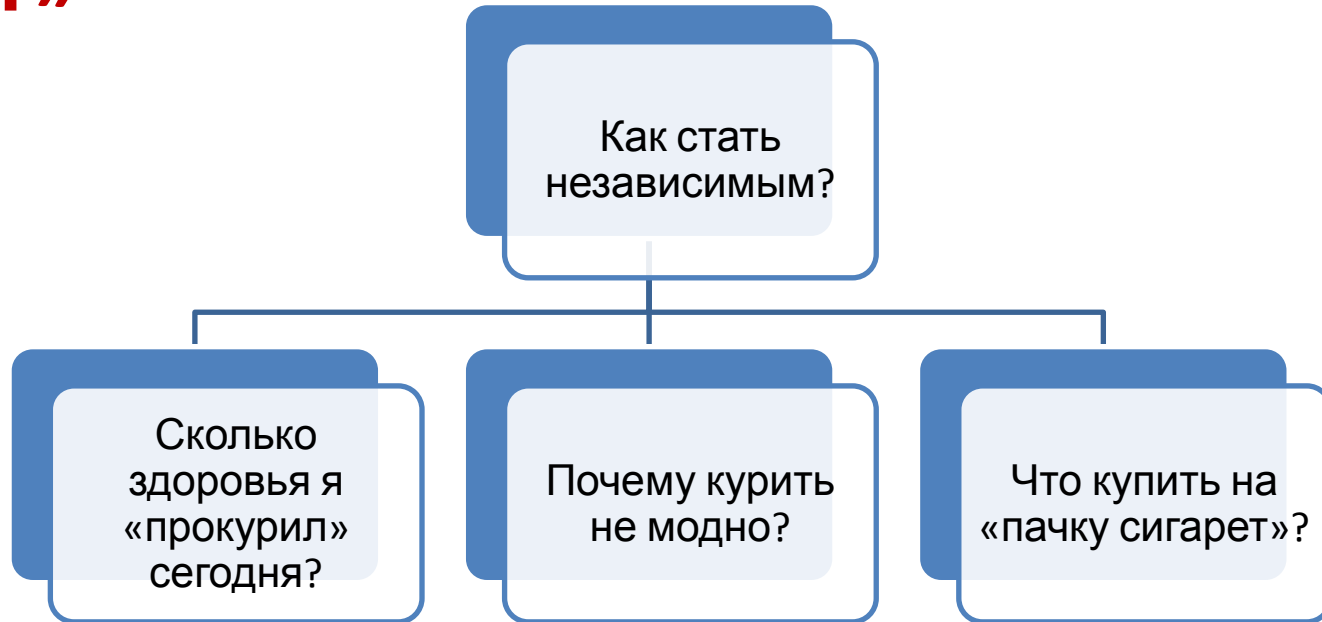 Как стать
независимым?
Сколько
здоровья я
«прокурил»
сегодня?
Почему курить
не модно?
Что купить на
«пачку сигарет»?